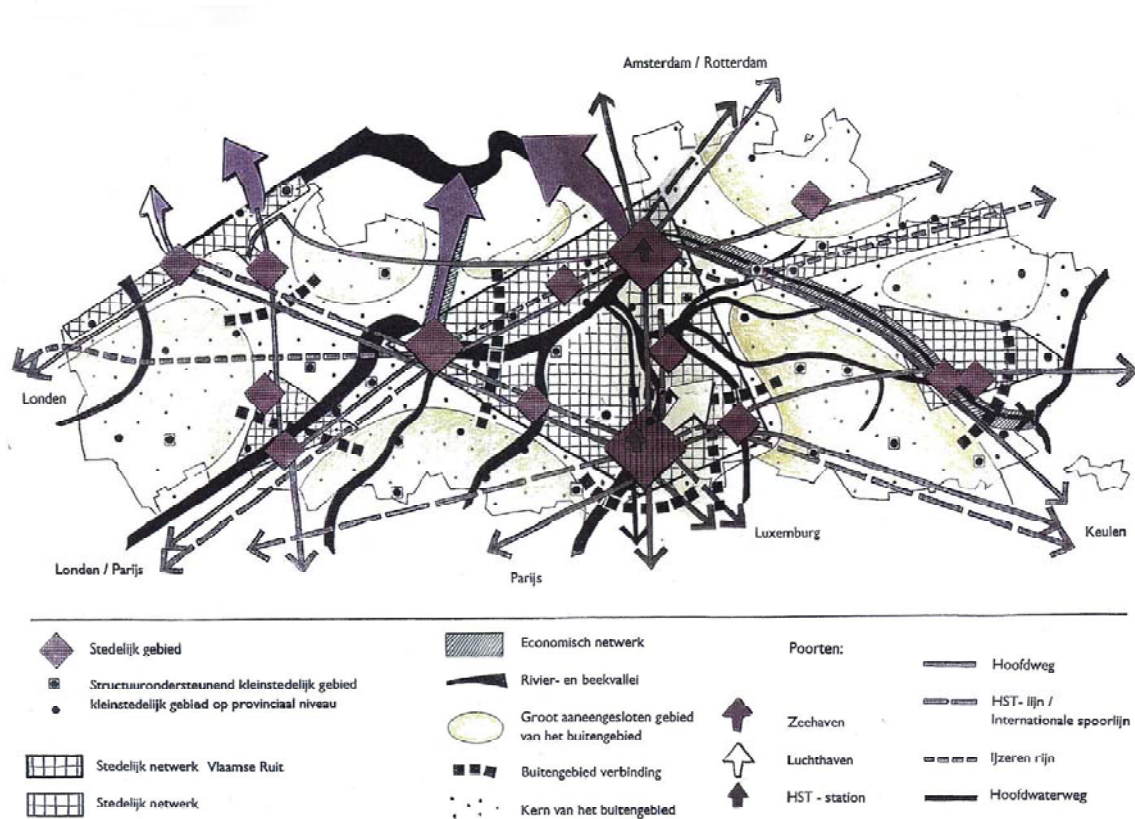 Amsterdam / Rotterdam
Londen
Londen / Parijs
Parijs
Luxemburg
Keulen
Stedelijk gebied
Structuurondersteunend kleinstedelijk gebied
kleinstedelijk gebied op provinciaal niveau
Stedelijk netwerk Vlaamse Ruit
Stedelijk netwerk
Economisch netwerk
Rivier- en beekvallei
Groot aaneengesloten gebied
van het buitengebied
Buitengebied verbinding
Kern van het buitengebied
Poorten:
Zeehaven
Luchthaven
HST - station
Hoofdweg
HST- lijn /
Internationale spoorlijn
IJzeren rijn
Hoofdwaterweg